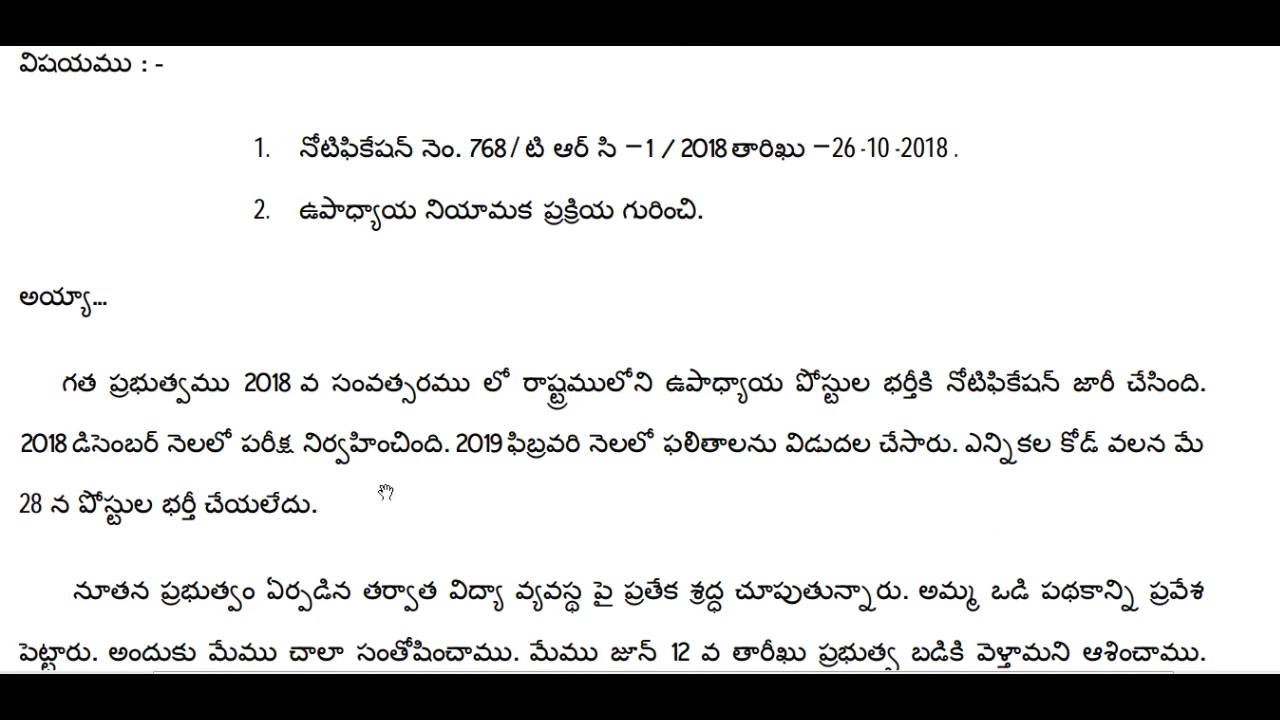 విషయము : -
1. నోటిఫికేషన్ నెం. 768/ టి ఆర్ సి –1 / 2018 తారిఖు –26 -10 -2018 .
2. ఉపాధ్యాయ నియామక ప్రక్రియ గురించి.
అయ్యా...
గత ప్రభుత్వము 2018 వ సంవత్సరము లో రాష్ట్రములోని ఉపాధ్యాయ పోస్టుల భర్తీకి నోటిఫికేషన్ జారీ చేసింది.
2018 డిసెంబర్ నెలలో పరీక్ష నిర్వహించింది. 2019 ఫిబ్రవరి నెలలో ఫలితాలను విడుదల చేసారు. ఎన్నికల కోడ్ వలన మే
28 న పోస్టుల భర్తీ చేయలేదు.
నూతన ప్రభుత్వం ఏర్పడిన తర్వాత విద్యా వ్యవస్థ పై ప్రతేక శ్రద్ధ చూపుతున్నారు. అమ్మ ఒడి పథకాన్ని ప్రవేశ
పెట్టారు. అందుకు మేము చాలా సంతోషించాము. మేము జూన్ 12 వ తారీఖు ప్రభుత్వ బడికి వెళ్తామని ఆశించాము.